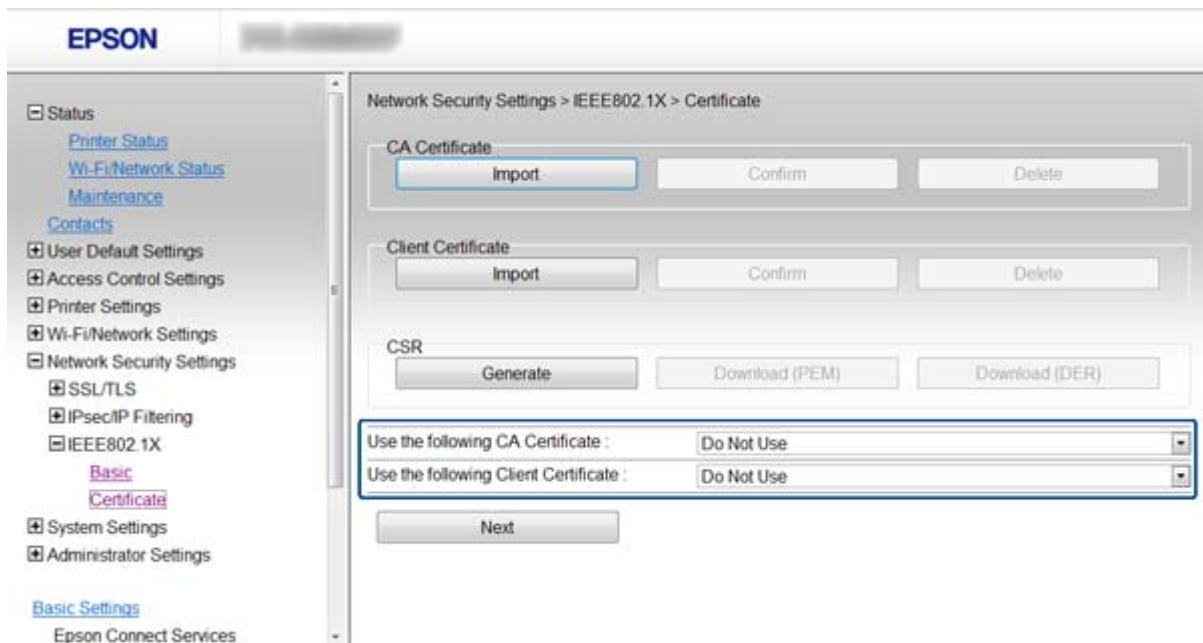 EPSON
Status
Printer Status
Wi-Fi/Network Status
Maintenance
Contacts
User Default Settings
Access Control Settings
Printer Settings
Wi-Fi/Network Settings
Network Security Settings
SSL/TLS
IPsec/IP Filtering
IEEE802.1X
Basic
Certificate
System Settings
Administrator Settings
Basic Settings
Epson Connect Services
Network Security Settings > IEEE802.1X > Certificate
CA Certificate
Import Confirm Delete
Client Certificate
Import Confirm Delete
CSR
Generate Download (PEM) Download (DER)
Use the following CA Certificate : Do Not Use
Use the following Client Certificate : Do Not Use
Next